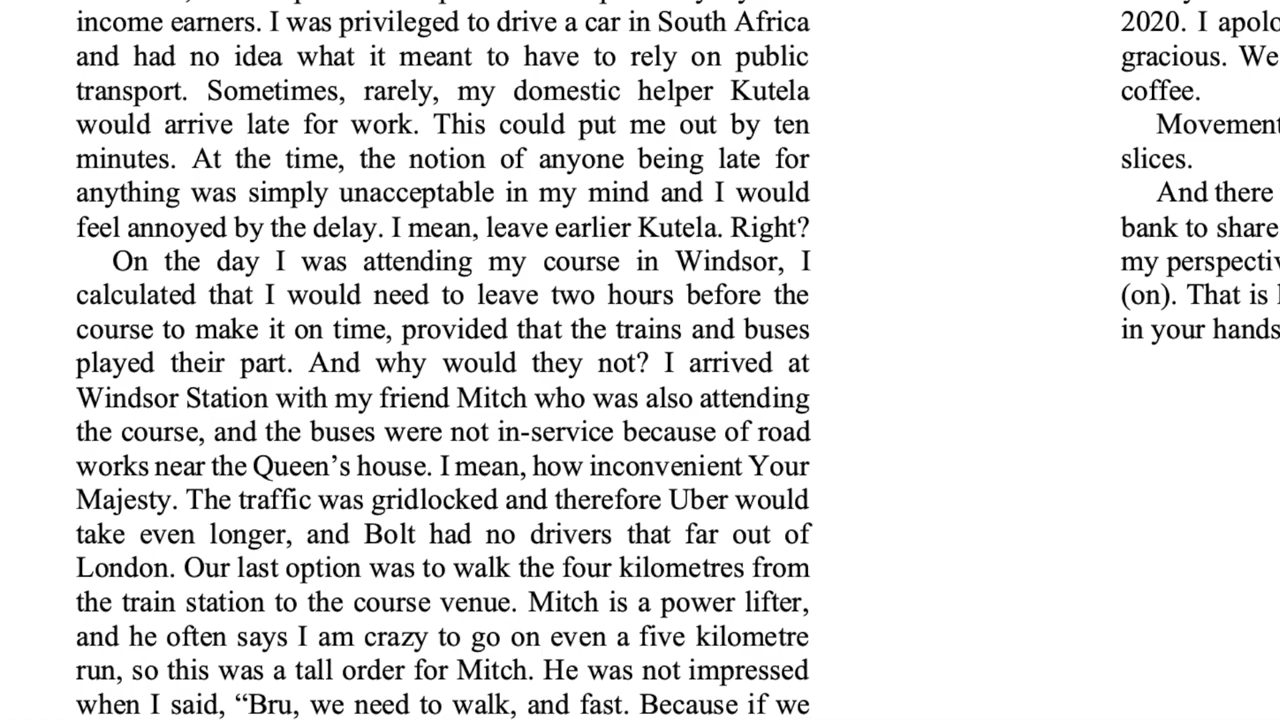 income earners. I was privileged to drive a car in South Africa
and had no idea what it meant to have to rely on public
transport. Sometimes, rarely, my domestic helper Kutela
would arrive late for work. This could put me out by ten
minutes. At the time, the notion of anyone being late for
anything was simply unacceptable in my mind and I would
feel annoyed by the delay. I mean, leave earlier Kutela. Right?
On the day I was attending my course in Windsor, I
calculated that I would need to leave two hours before the
course to make it on time, provided that the trains and buses
played their part. And why would they not? I arrived at
Windsor Station with my friend Mitch who was also attending
the course, and the buses were not in-service because of road
works near the Queen’s house. I mean, how inconvenient Your
Majesty. The traffic was gridlocked and therefore Uber would
take even longer, and Bolt had no drivers that far out of
London. Our last option was to walk the four kilometres from
the train station to the course venue. Mitch is a power lifter,
and he often says I am crazy to go on even a five kilometre
run, so this was a tall order for Mitch. He was not impressed
when I said, “Bru, we need to walk, and fast. Because if we
2020. I
gracious. We
coffee.
Movement
slices.
And there
bank to share
my
(on). That is
in your hands